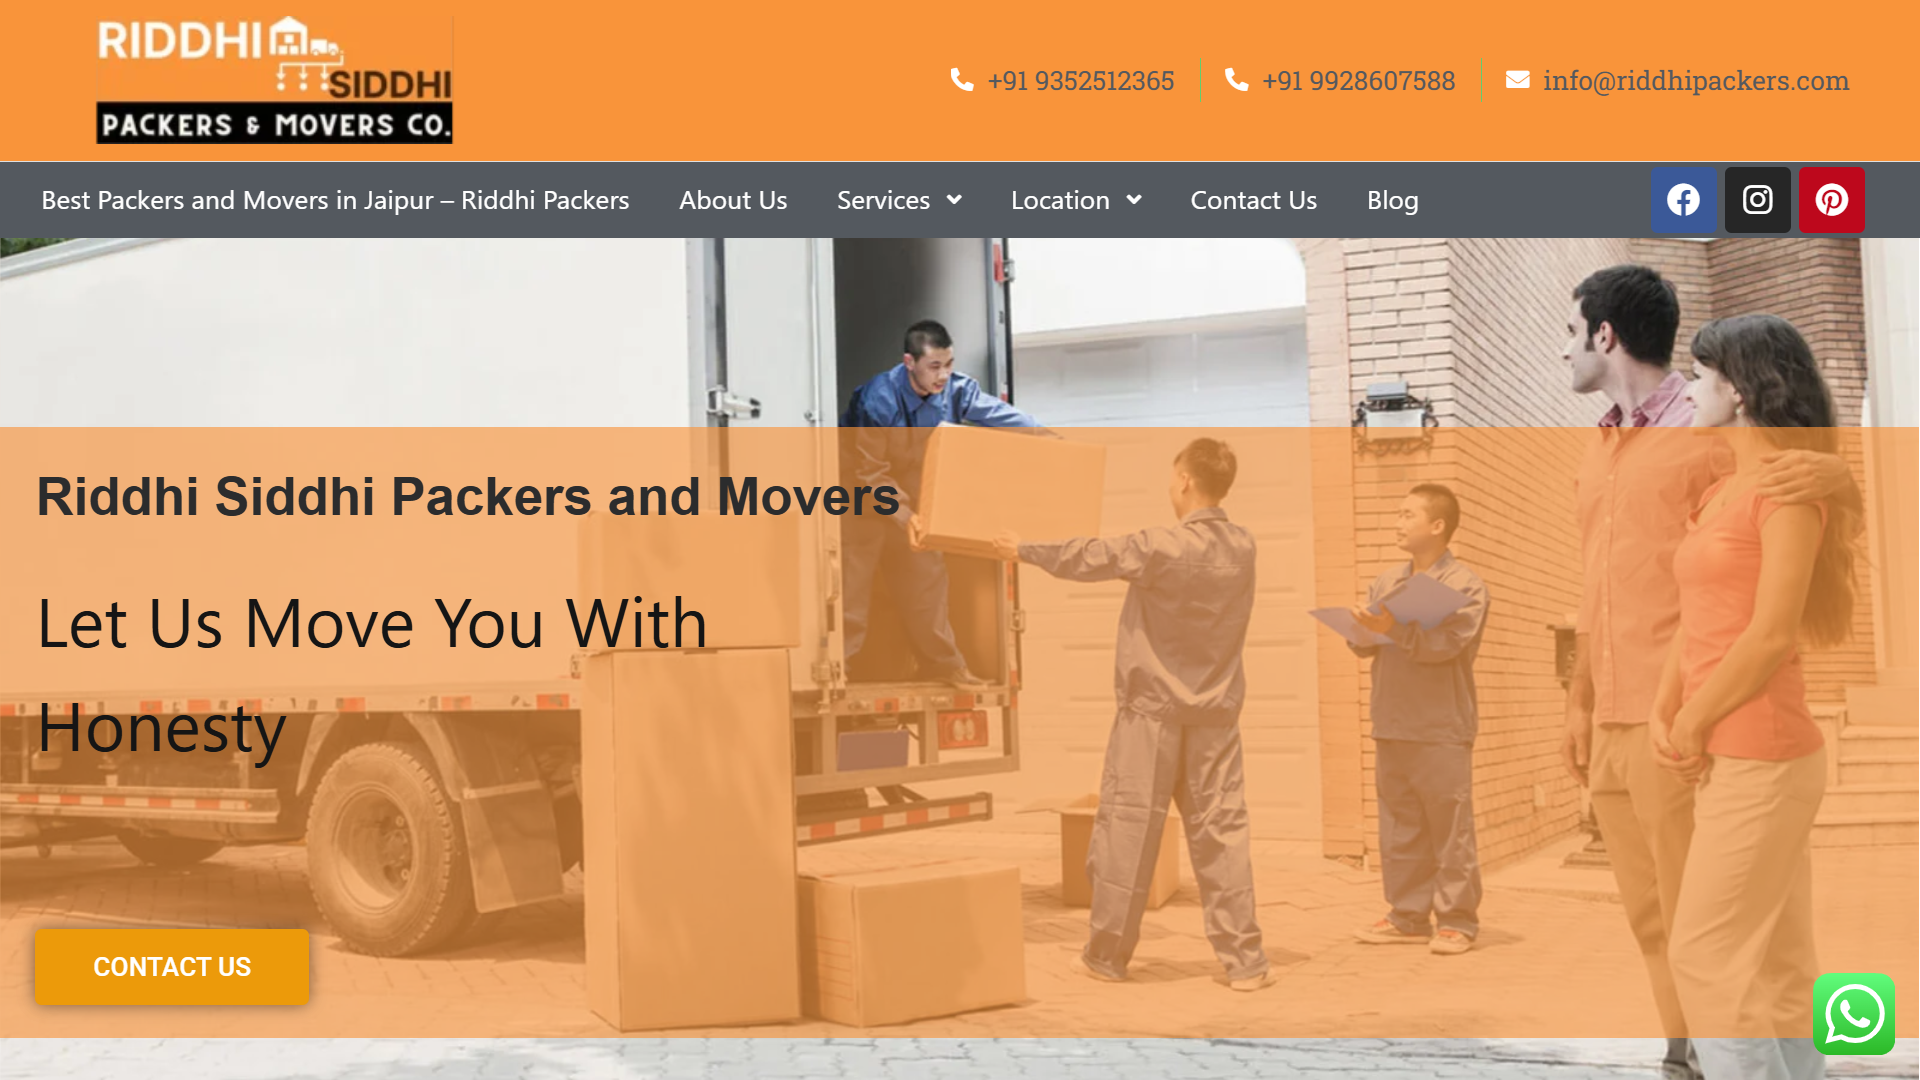 RIDDHI
SIDDHI
PACKERS & MOVERS CO.
+91 9352512365
+91 9928607588
info@riddhipackers.com
Best Packers and Movers in Jaipur – Riddhi Packers
About Us
Services
Location
Contact Us
Blog
Riddhi Siddhi Packers and Movers
Let Us Move You With
Honesty
CONTACT US